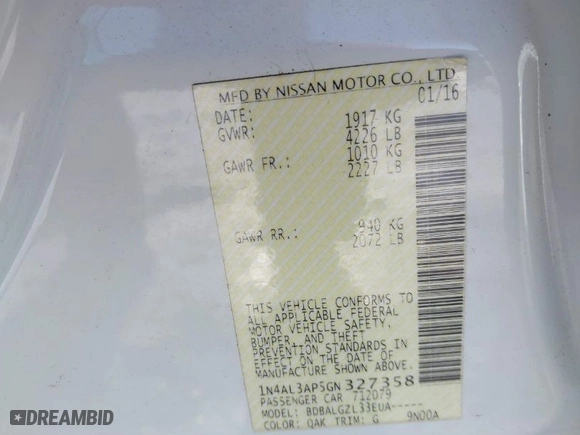 MFD BY NISSAN MOTOR CO., LTD
DATE: 01/16
GVWR: 1917 KG
4226 LB
GAWR FR.: 1010 KG
2227 LB
GAWR RR.: 940 KG
2072 LB
THIS VEHICLE CONFORMS TO
ALL APPLICABLE FEDERAL
MOTOR VEHICLE SAFETY,
BUMPER, AND THEFT
PREVENTION STANDARDS IN
EFFECT ON THE DATE OF
MANUFACTURE SHOWN ABOVE.
1N4AL3AP5GN327358
PASSENGER CAR 712079
MODEL: BDBALGZL33EUA-----
COLOR: QAK TRIM: G 9N00A
© CARDEALERSIDE